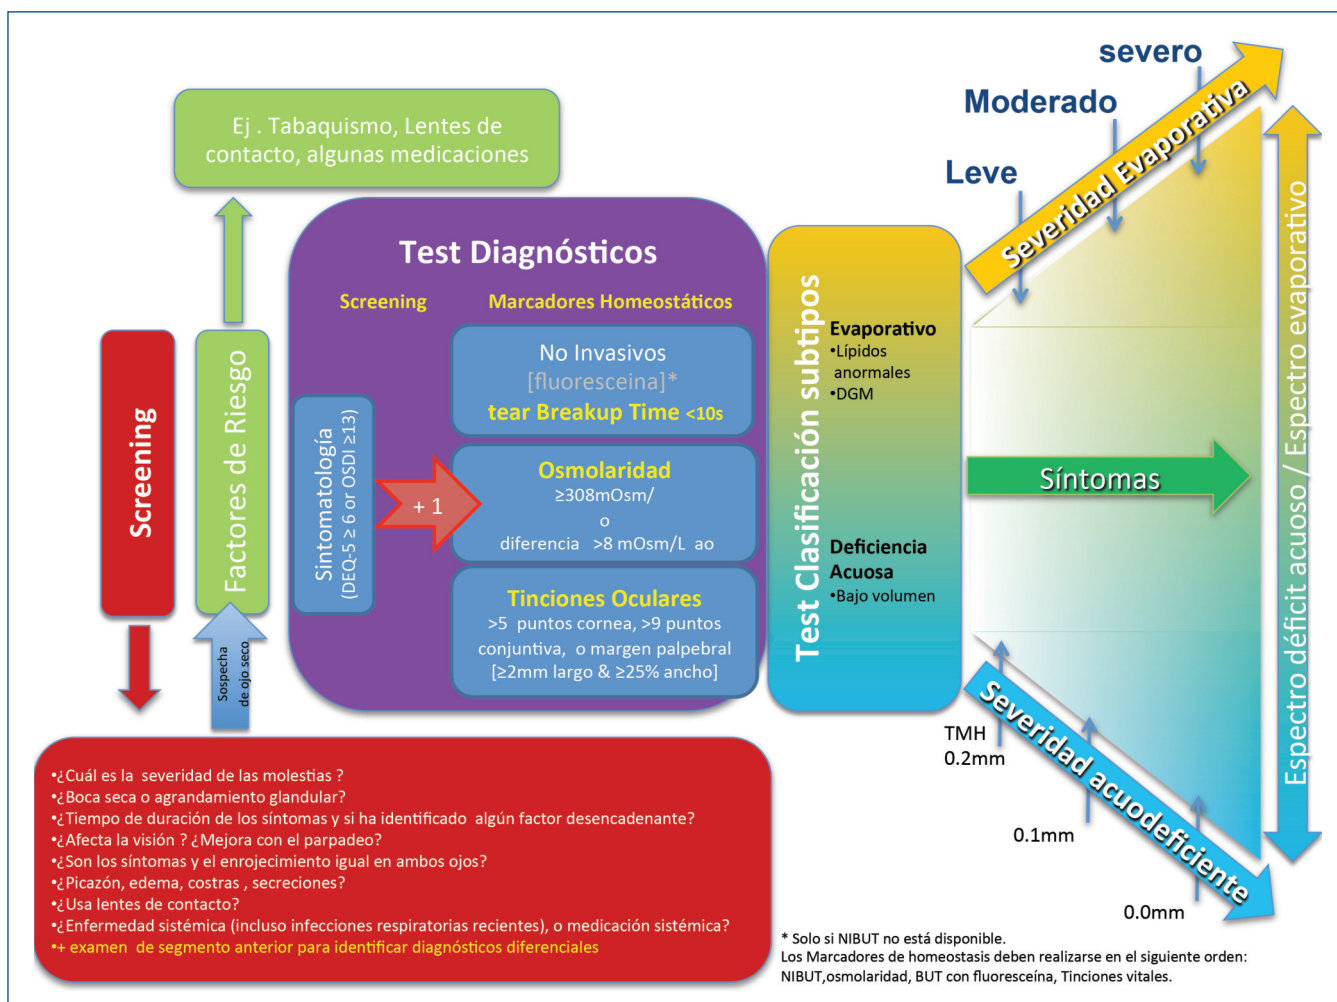 Ej . Tabaquismo, Lentes de
contacto, algunas medicaciones
Screening
Factores de Riesgo
Sospecha
de ojo seco
Test Diagnósticos
Screening
Marcadores Homeostáticos
Sintomatología
(DEQ-5 ≥ 6 or OSDI ≥13)
+ 1
No Invasivos
[fluoresceina]*
tear Breakup Time <10s
Osmolaridad
≥308mOsm/
o
diferencia >8 mOsm/L ao
Tinciones Oculares
>5 puntos cornea, >9 puntos
conjuntiva, o margen palpebral
[≥2mm largo & ≥25% ancho]
Test Clasificación subtipos
Evaporativo
•Lípidos
anormales
•DGM
Deficiencia
Acuosa
•Bajo volumen
Leve
Moderado
severo
Severidad Evaporativa
Síntomas
Severidad acuodeficiente
TMH
0.2mm
0.1mm
0.0mm
Espectro déficit acuoso / Espectro evaporativo
•¿Cuál es la severidad de las molestias ?
•¿Boca seca o agrandamiento glandular?
•¿Tiempo de duración de los síntomas y si ha identificado algún factor desencadenante?
•¿Afecta la visión ? ¿Mejora con el parpadeo?
•¿Son los síntomas y el enrojecimiento igual en ambos ojos?
•¿Picazón, edema, costras , secreciones?
•¿Usa lentes de contacto?
•¿Enfermedad sistémica (incluso infecciones respiratorias recientes), o medicación sistémica?
•+ examen de segmento anterior para identificar diagnósticos diferenciales
* Solo si NIBUT no está disponible.
Los Marcadores de homeostasis deben realizarse en el siguiente orden:
NIBUT,osmolaridad, BUT con fluoresceína, Tinciones vitales.